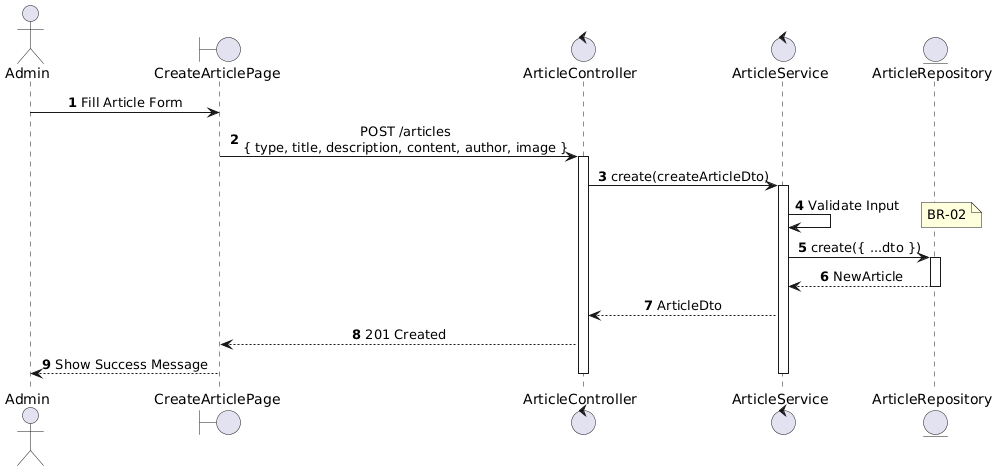 Admin
CreateArticlePage
ArticleController
ArticleService
ArticleRepository
1 Fill Article Form
2 POST /articles
{ type, title, description, content, author, image }
3 create(createArticleDto)
4 Validate Input
BR-02
5 create({ ...dto })
6 NewArticle
7 ArticleDto
8 201 Created
9 Show Success Message
Admin
CreateArticlePage
ArticleController
ArticleService
ArticleRepository